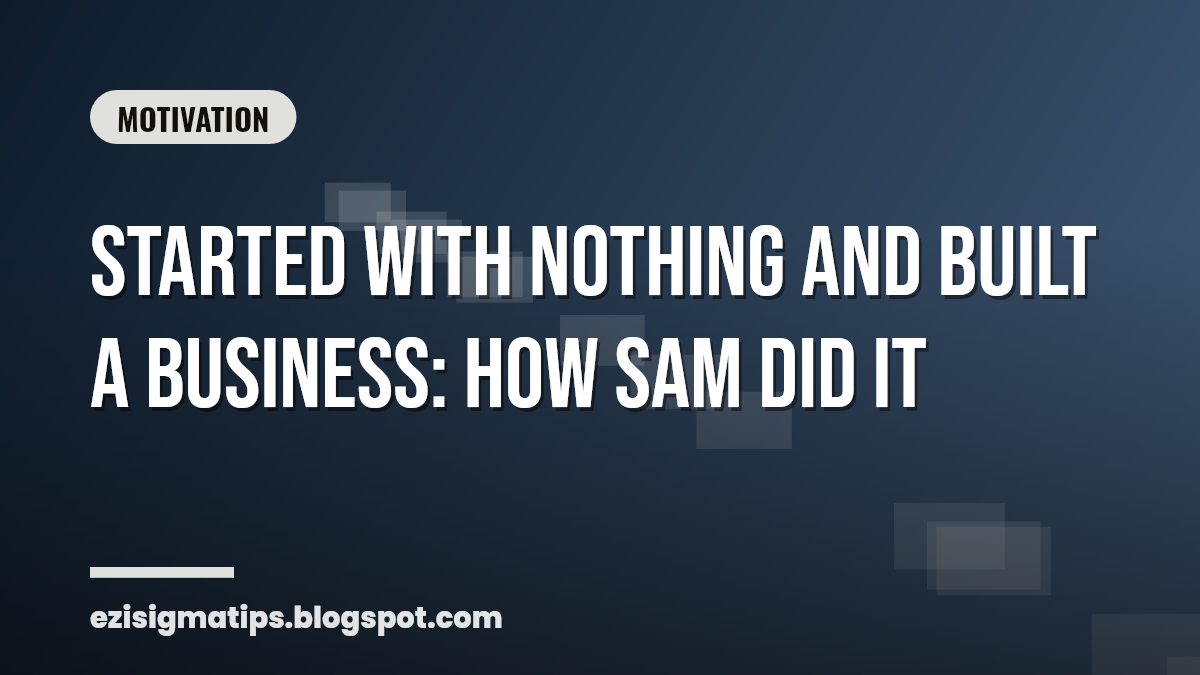 MOTIVATION
STARTED WITH NOTHING AND BUILT
A BUSINESS: HOW SAM DID IT
ezisigmatips.blogspot.com